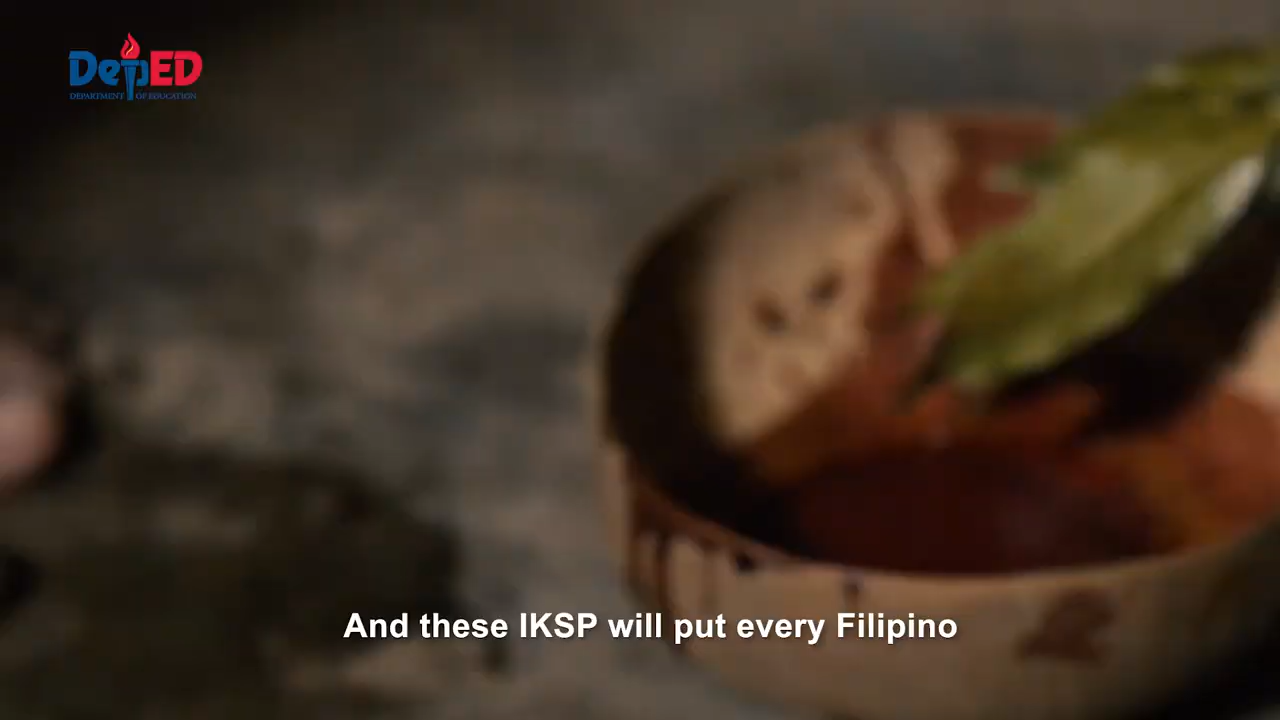 DepED
DEPARTMENT OF EDUCATION
And these IKSP will put every Filipino